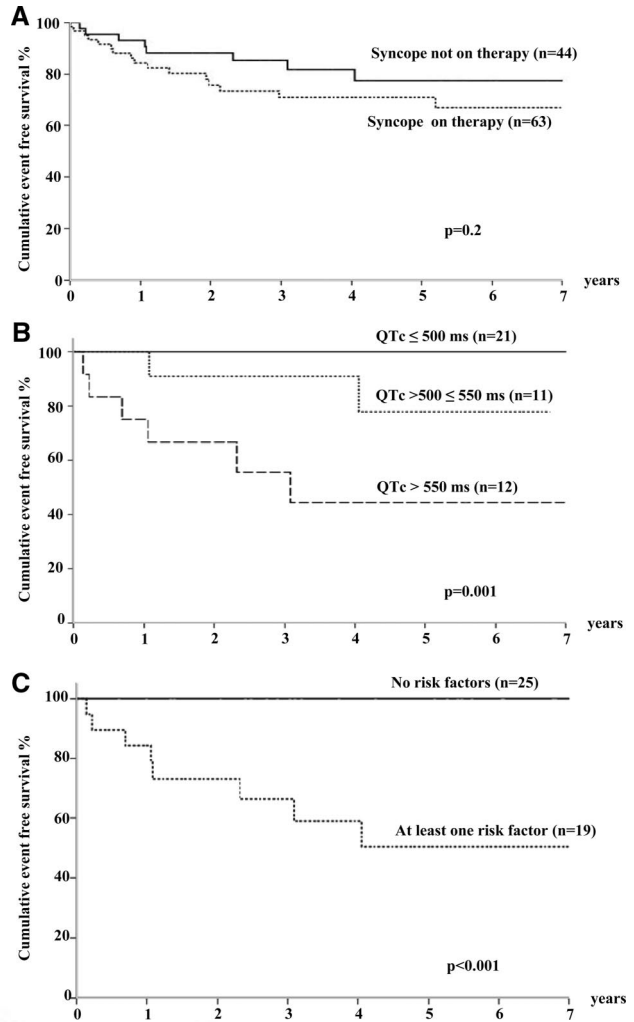 A
Cumulative event free survival %
100
80
60
40
20
0
Syncope not on therapy (n=44)
Syncope on therapy (n=63)
p=0.2
0 1 2 3 4 5 6 7 years
B
Cumulative event free survival %
100
80
60
40
20
0
QTc ≤ 500 ms (n=21)
QTc >500 ≤ 550 ms (n=11)
QTc > 550 ms (n=12)
p=0.001
0 1 2 3 4 5 6 7 years
C
Cumulative event free survival %
100
80
60
40
20
0
No risk factors (n=25)
At least one risk factor (n=19)
p<0.001
0 1 2 3 4 5 6 7 years